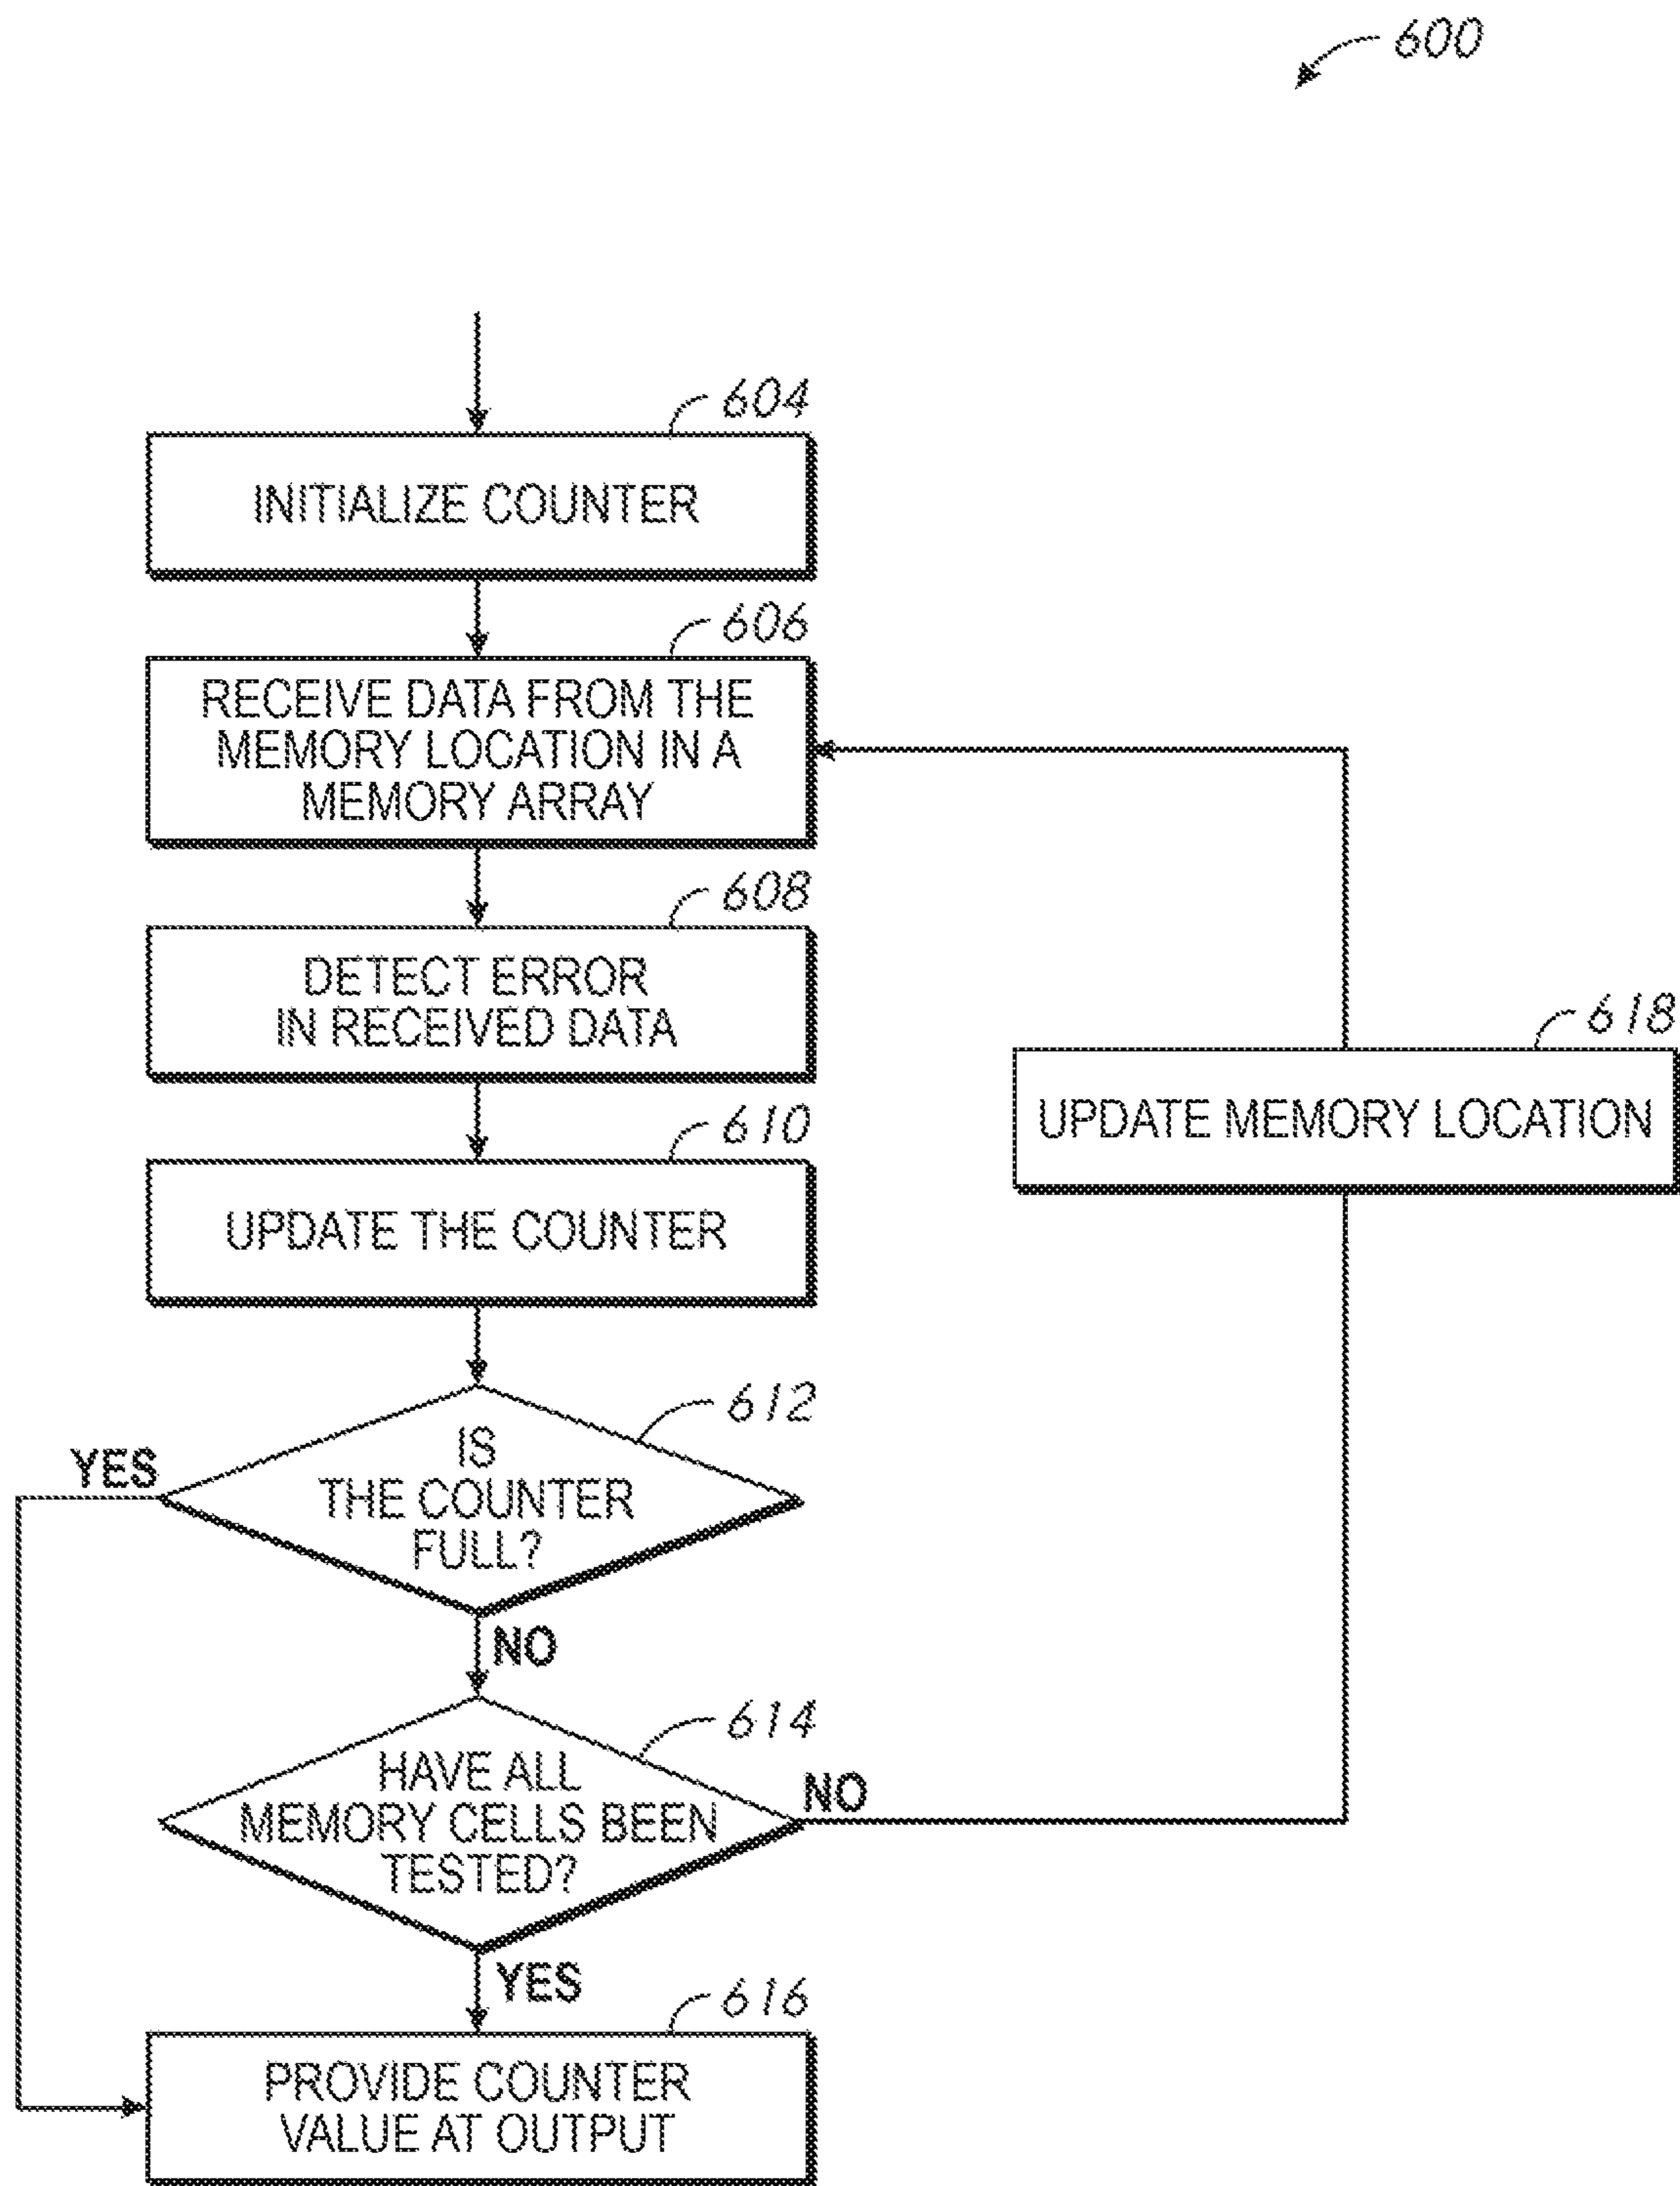 600
604
INITIALIZE COUNTER
606
RECEIVE DATA FROM THE
MEMORY LOCATION IN A
MEMORY ARRAY
608
DETECT ERROR
IN RECEIVED DATA
618
UPDATE MEMORY LOCATION
610
UPDATE THE COUNTER
612
IS
THE COUNTER
FULL?
YES
NO
614
HAVE ALL
MEMORY CELLS BEEN
TESTED?
NO
YES
616
PROVIDE COUNTER
VALUE AT OUTPUT